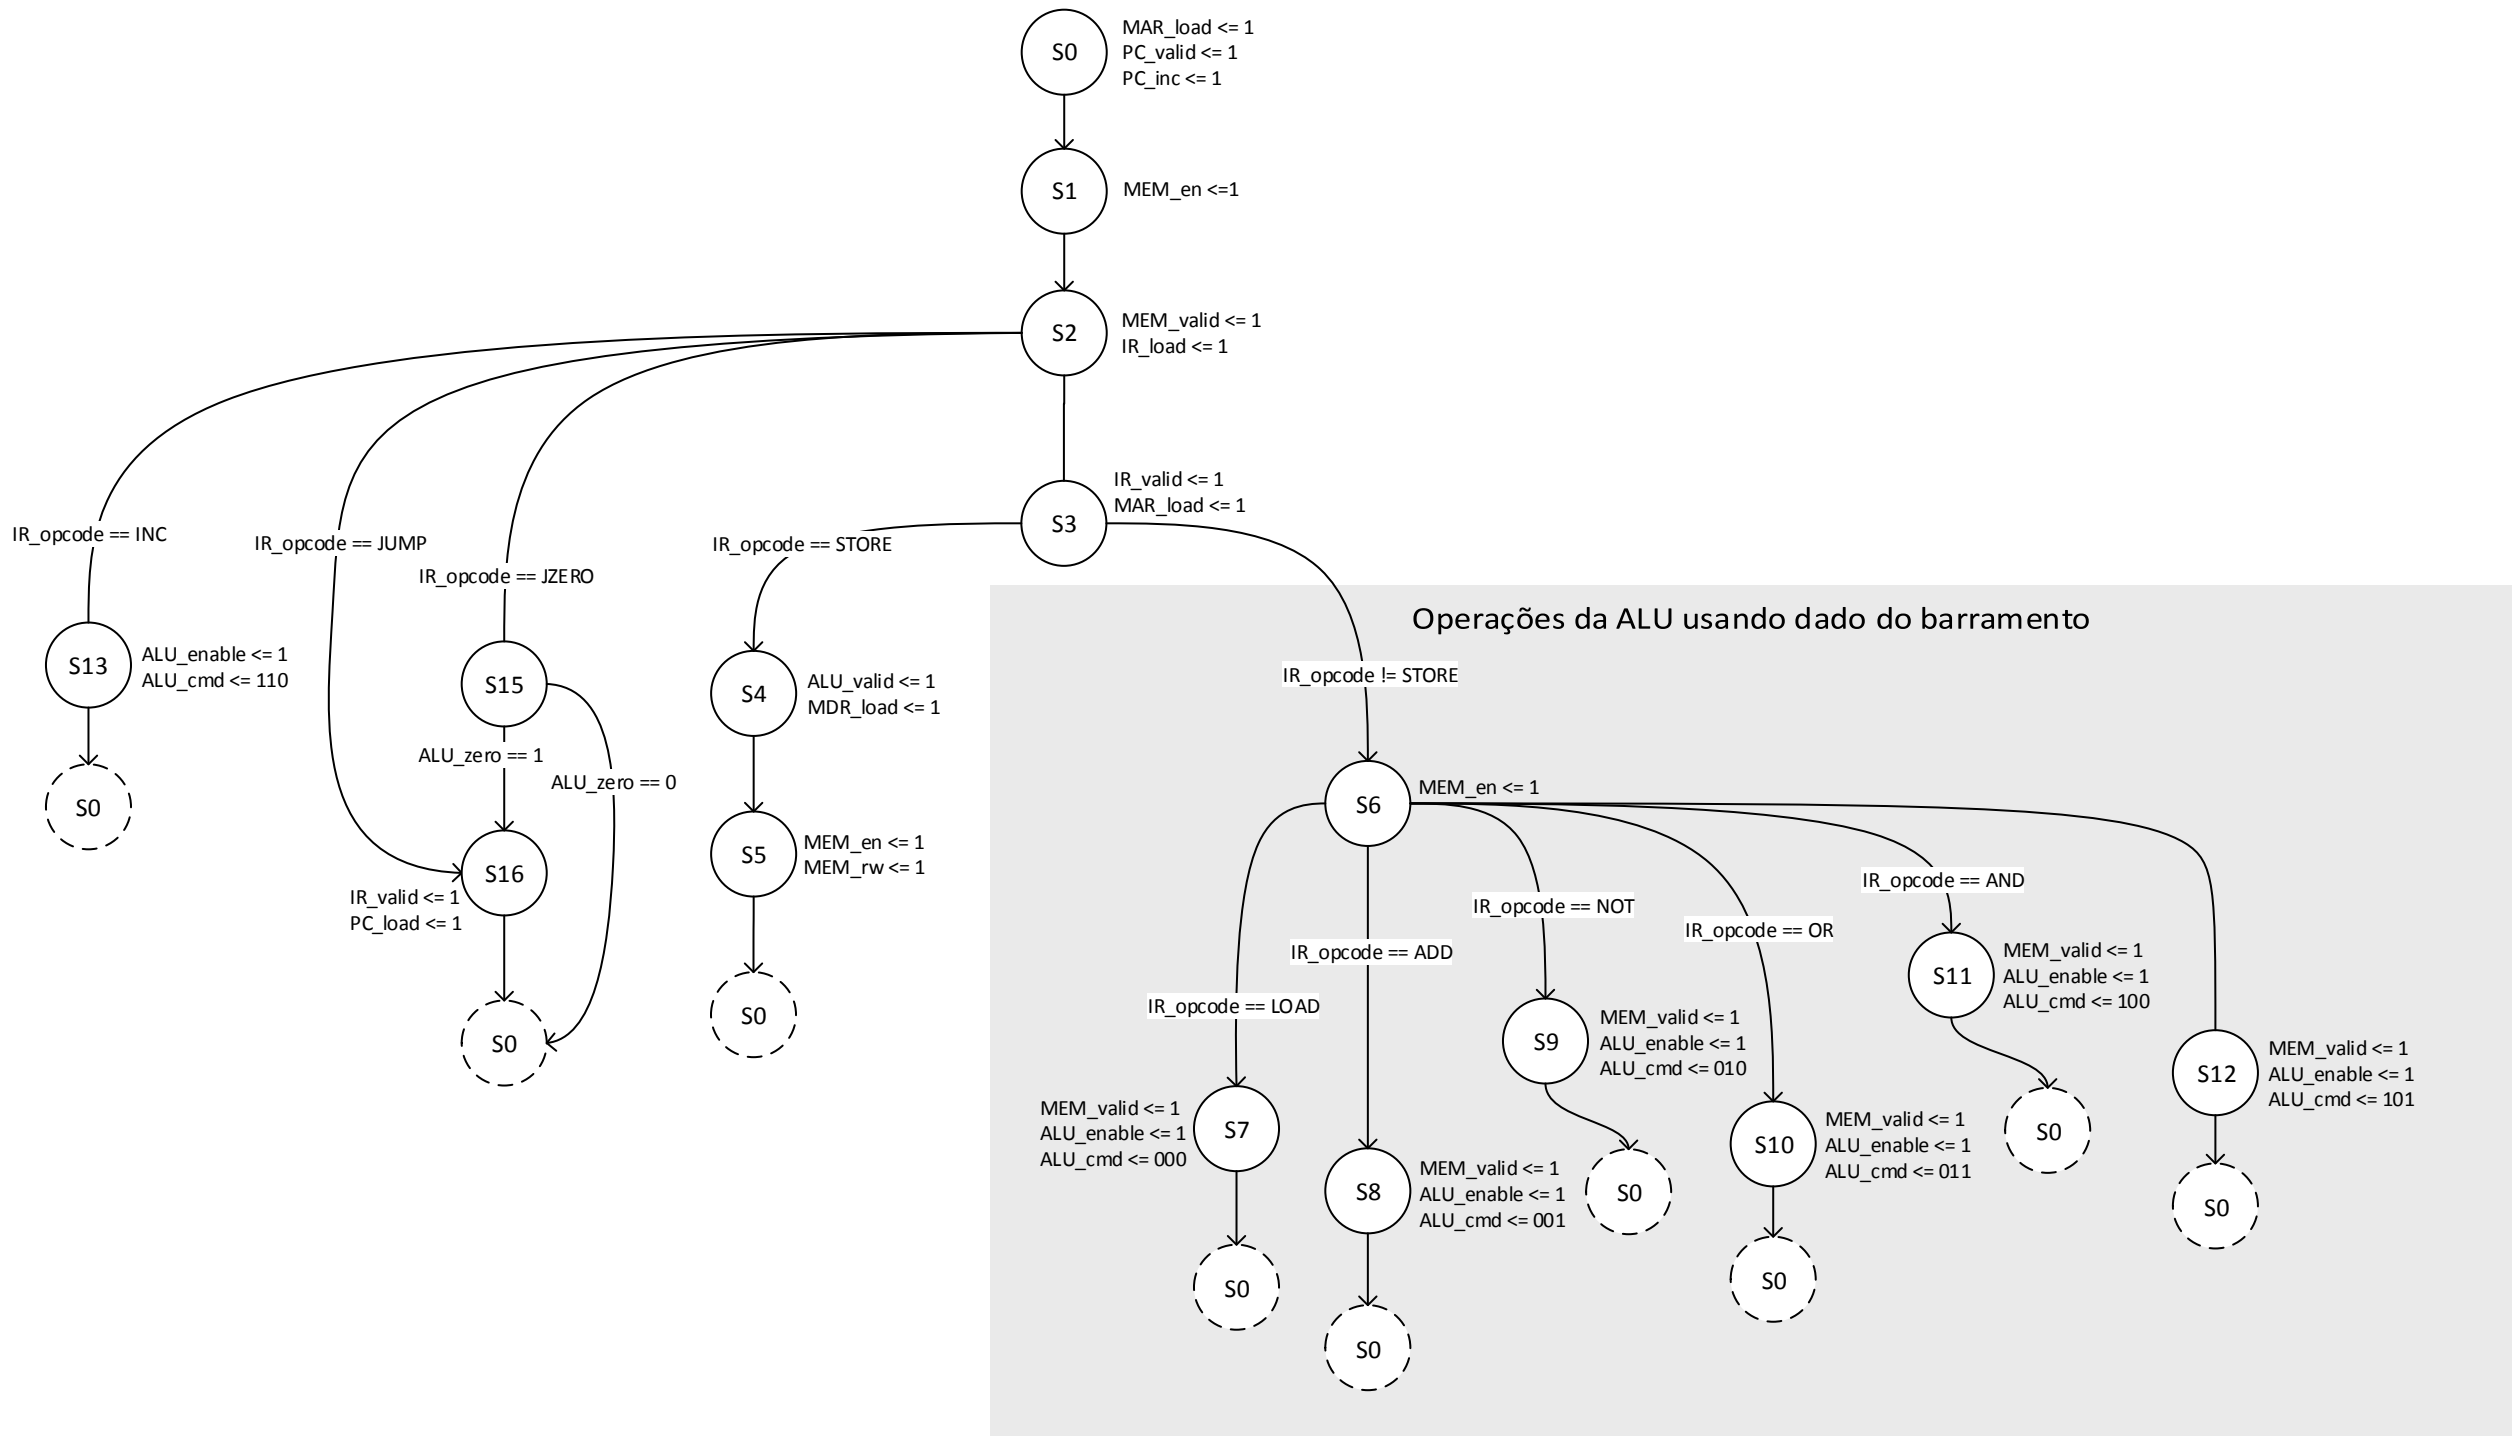 S0
MAR_load <= 1
PC_valid <= 1
PC_inc <= 1
S1
MEM_en <=1
S2
MEM_valid <= 1
IR_load <= 1
S3
IR_valid <= 1
MAR_load <= 1
IR_opcode == INC
IR_opcode == JUMP
IR_opcode == JZERO
IR_opcode == STORE
S13
ALU_enable <= 1
ALU_cmd <= 110
S0
S15
ALU_zero == 1
ALU_zero == 0
S16
IR_valid <= 1
PC_load <= 1
S0
S4
ALU_valid <= 1
MDR_load <= 1
S5
MEM_en <= 1
MEM_rw <= 1
S0
Operações da ALU usando dado do barramento
IR_opcode != STORE
S6
MEM_en <= 1
IR_opcode == LOAD
IR_opcode == ADD
IR_opcode == NOT
IR_opcode == OR
IR_opcode == AND
S7
MEM_valid <= 1
ALU_enable <= 1
ALU_cmd <= 000
S0
S8
MEM_valid <= 1
ALU_enable <= 1
ALU_cmd <= 001
S0
S9
MEM_valid <= 1
ALU_enable <= 1
ALU_cmd <= 010
S0
S10
MEM_valid <= 1
ALU_enable <= 1
ALU_cmd <= 011
S0
S11
MEM_valid <= 1
ALU_enable <= 1
ALU_cmd <= 100
S0
S12
MEM_valid <= 1
ALU_enable <= 1
ALU_cmd <= 101
S0